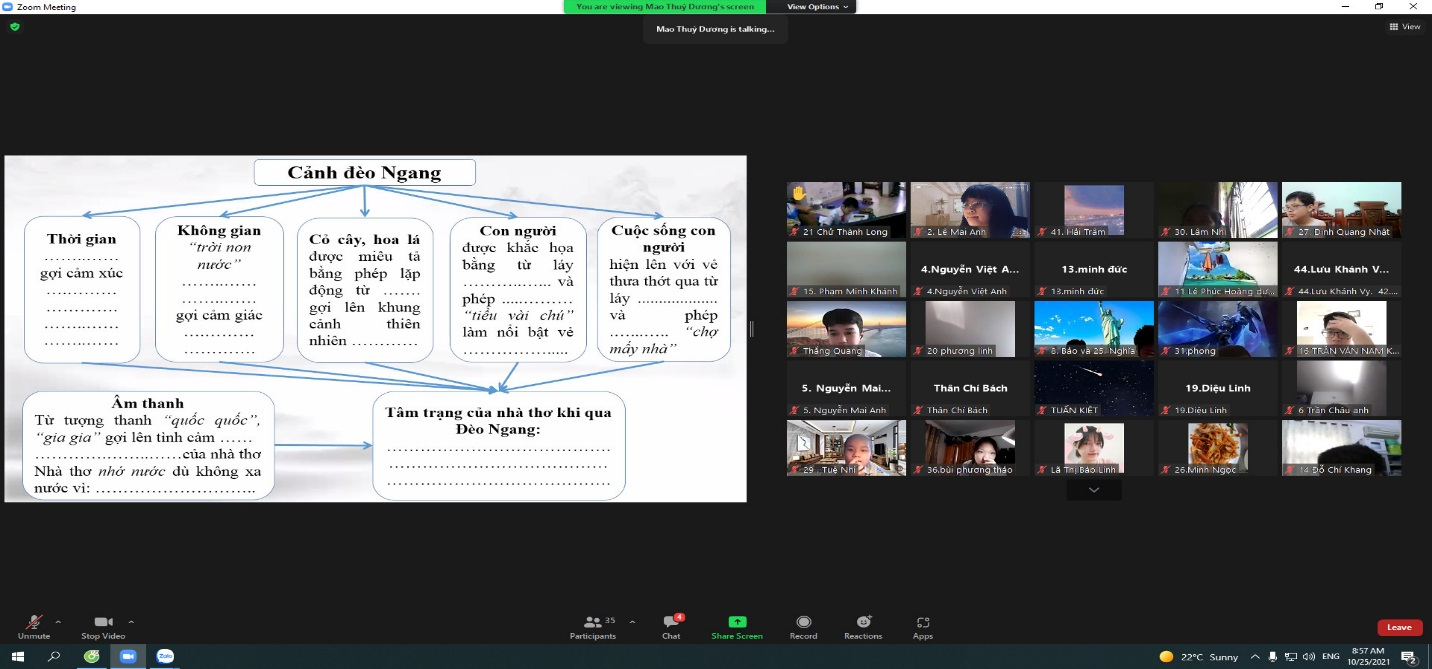 Zoom Meeting
You are viewing Mao Thuỳ Dương's screen
View Options
Mao Thuỳ Dương is talking...
View
Cảnh đèo Ngang
Thời gian
………..……
gợi cảm xúc
………….
………….
……..……
……..……
Không gian
“trời non
nước”
………..……
………….
gợi cảm giác
………….
………….
Cỏ cây, hoa lá
được miêu tả
bằng phép lặp
động từ …….
gợi lên khung
cảnh thiên
nhiên …………
Con người
được khắc họa
bằng từ láy
……………. và
phép …………..
“tiều vài chú”
làm nổi bật vẻ
…………….....
Cuộc sống con
người
hiện lên với vẻ
thưa thớt qua từ
láy ………………..
và phép
……….… “chợ
mấy nhà”
Âm thanh
Từ tượng thanh “quốc quốc”,
“gia gia” gợi lên tình cảm ……
………………………….của nhà thơ
Nhà thơ nhớ nước dù không xa
nước vì: ………………………..
Tâm trạng của nhà thơ khi qua
Đèo Ngang:
…………………………………
…………………………………
…………………………………
21 Chử Thành Long
2. Lê Mai Anh
41. Hải Trâm
30. Lâm Nhi
27. Đinh Quang Nhật
15. Phạm Minh Khánh
4.Nguyễn Việt A...
4.Nguyễn Việt Anh
13.minh đức
13.minh đức
11 Lê Phúc Hoàng dư...
44.Lưu Khánh V...
44.Lưu Khánh Vy. 42....
Thắng Quang
20 phương linh
8. Bảo và 25. Nghĩa
31.phong
16 TRẦN VĂN NAM K...
5. Nguyễn Mai...
5. Nguyễn Mai Anh
Thân Chí Bách
Thân Chí Bách
TUẤN KIỆT
19.Diệu Linh
19.Diệu Linh
6 Trần Châu anh
29 . Tuệ Nhi
36.bùi phương thảo
Lã Thị Bảo Linh
26.Minh Ngọc
14 Đỗ Chí Khang
Unmute
Stop Video
35
Participants
4
Chat
Share Screen
Record
Reactions
Apps
Leave
Zalo
22°C Sunny
ENG
8:57 AM
10/25/2021
2